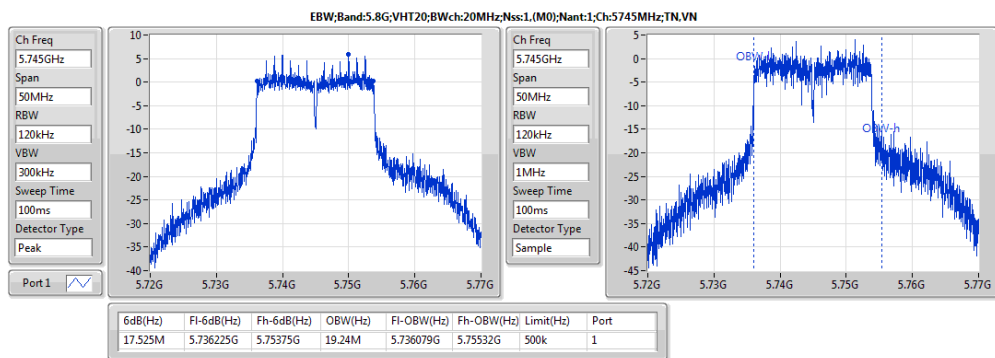 EBW;Band:5.8G;VHT20;BWch:20MHz;Nss:1,(M0);Nant:1;Ch:5745MHz;TN,VN
Ch Freq
5.745GHz
Span
50MHz
RBW
120kHz
VBW
300kHz
Sweep Time
100ms
Detector Type
Peak
Port 1
10
5
0
-5
-10
-15
-20
-25
-30
-35
-40
5.72G 5.73G 5.74G 5.75G 5.76G 5.77G
Ch Freq
5.745GHz
Span
50MHz
RBW
120kHz
VBW
1MHz
Sweep Time
100ms
Detector Type
Sample
5
0
-5
-10
-15
-20
-25
-30
-35
-40
-45
OBW-h
5.72G 5.73G 5.74G 5.75G 5.76G 5.77G
6dB(Hz) Fl-6dB(Hz) Fh-6dB(Hz) OBW(Hz) Fl-OBW(Hz) Fh-OBW(Hz) Limit(Hz) Port
17.525M 5.736225G 5.75375G 19.24M 5.736079G 5.75532G 500k 1